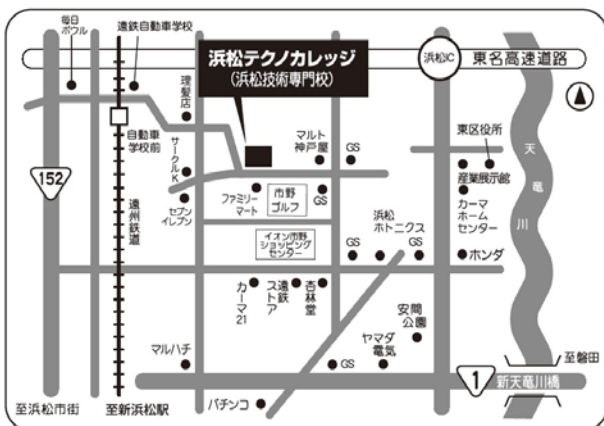 毎日
ボウル
遠鉄自動車学校
浜松テクノカレッジ
(浜松技術専門校)
浜松IC
東名高速道路
理髪店
自動車
学校前
サークルK
マルト
神戸屋
GS
東区役所
産業展示館
天竜川
152
遠州鉄道
セブン
イレブン
ファミリー
マート
市野
ゴルフ
GS
カーマ
ホーム
センター
イオン市野
ショッピング
センター
浜松
ホトニクス
GS
GS
ホンダ
カーマ21
遠鉄
ストア
杏林堂
安間
公園
マルハチ
GS
ヤマダ
電気
至磐田
1
新天竜川橋
至浜松市街
至新浜松駅
パチンコ